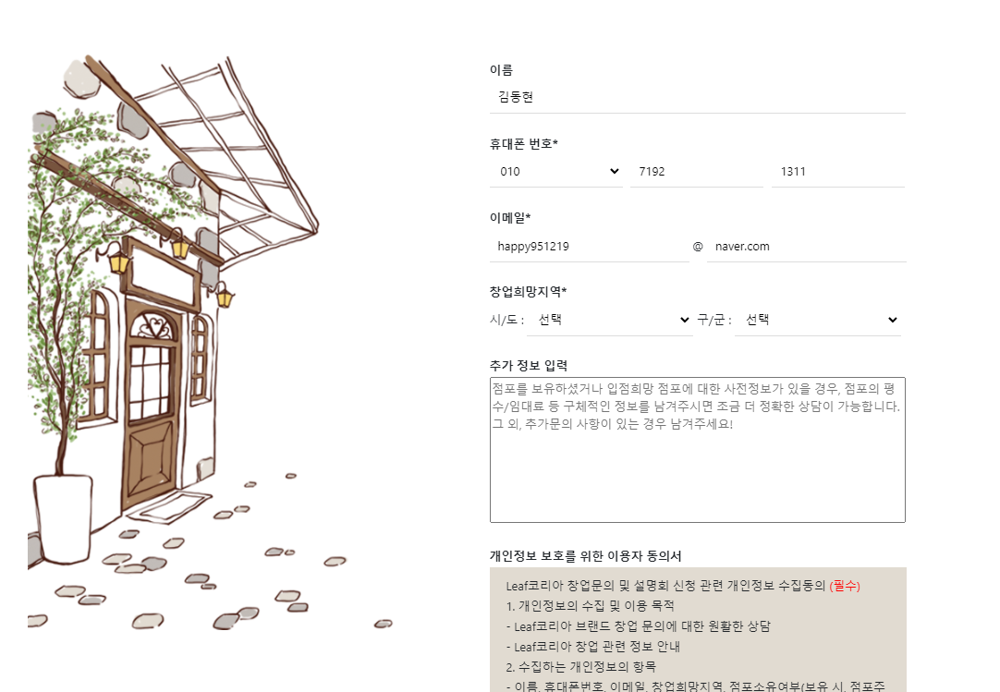 이름
김동현
휴대폰 번호*
010 7192 1311
이메일*
happy951219 @ naver.com
창업희망지역*
시/도 : 선택 구/군 : 선택
추가 정보 입력
점포를 보유하셨거나 입점희망 점포에 대한 사전정보가 있을 경우, 점포의 평
수/임대료 등 구체적인 정보를 남겨주시면 조금 더 정확한 상담이 가능합니다.
그 외, 추가문의 사항이 있는 경우 남겨주세요!
개인정보 보호를 위한 이용자 동의서
Leaf코리아 창업문의 및 설명회 신청 관련 개인정보 수집동의 (필수)
1. 개인정보의 수집 및 이용 목적
- Leaf코리아 브랜드 창업 문의에 대한 원활한 상담
- Leaf코리아 창업 관련 정보 안내
2. 수집하는 개인정보의 항목
- 이름, 휴대폰번호, 이메일, 창업희망지역, 점포소유여부(보유 시, 점포주